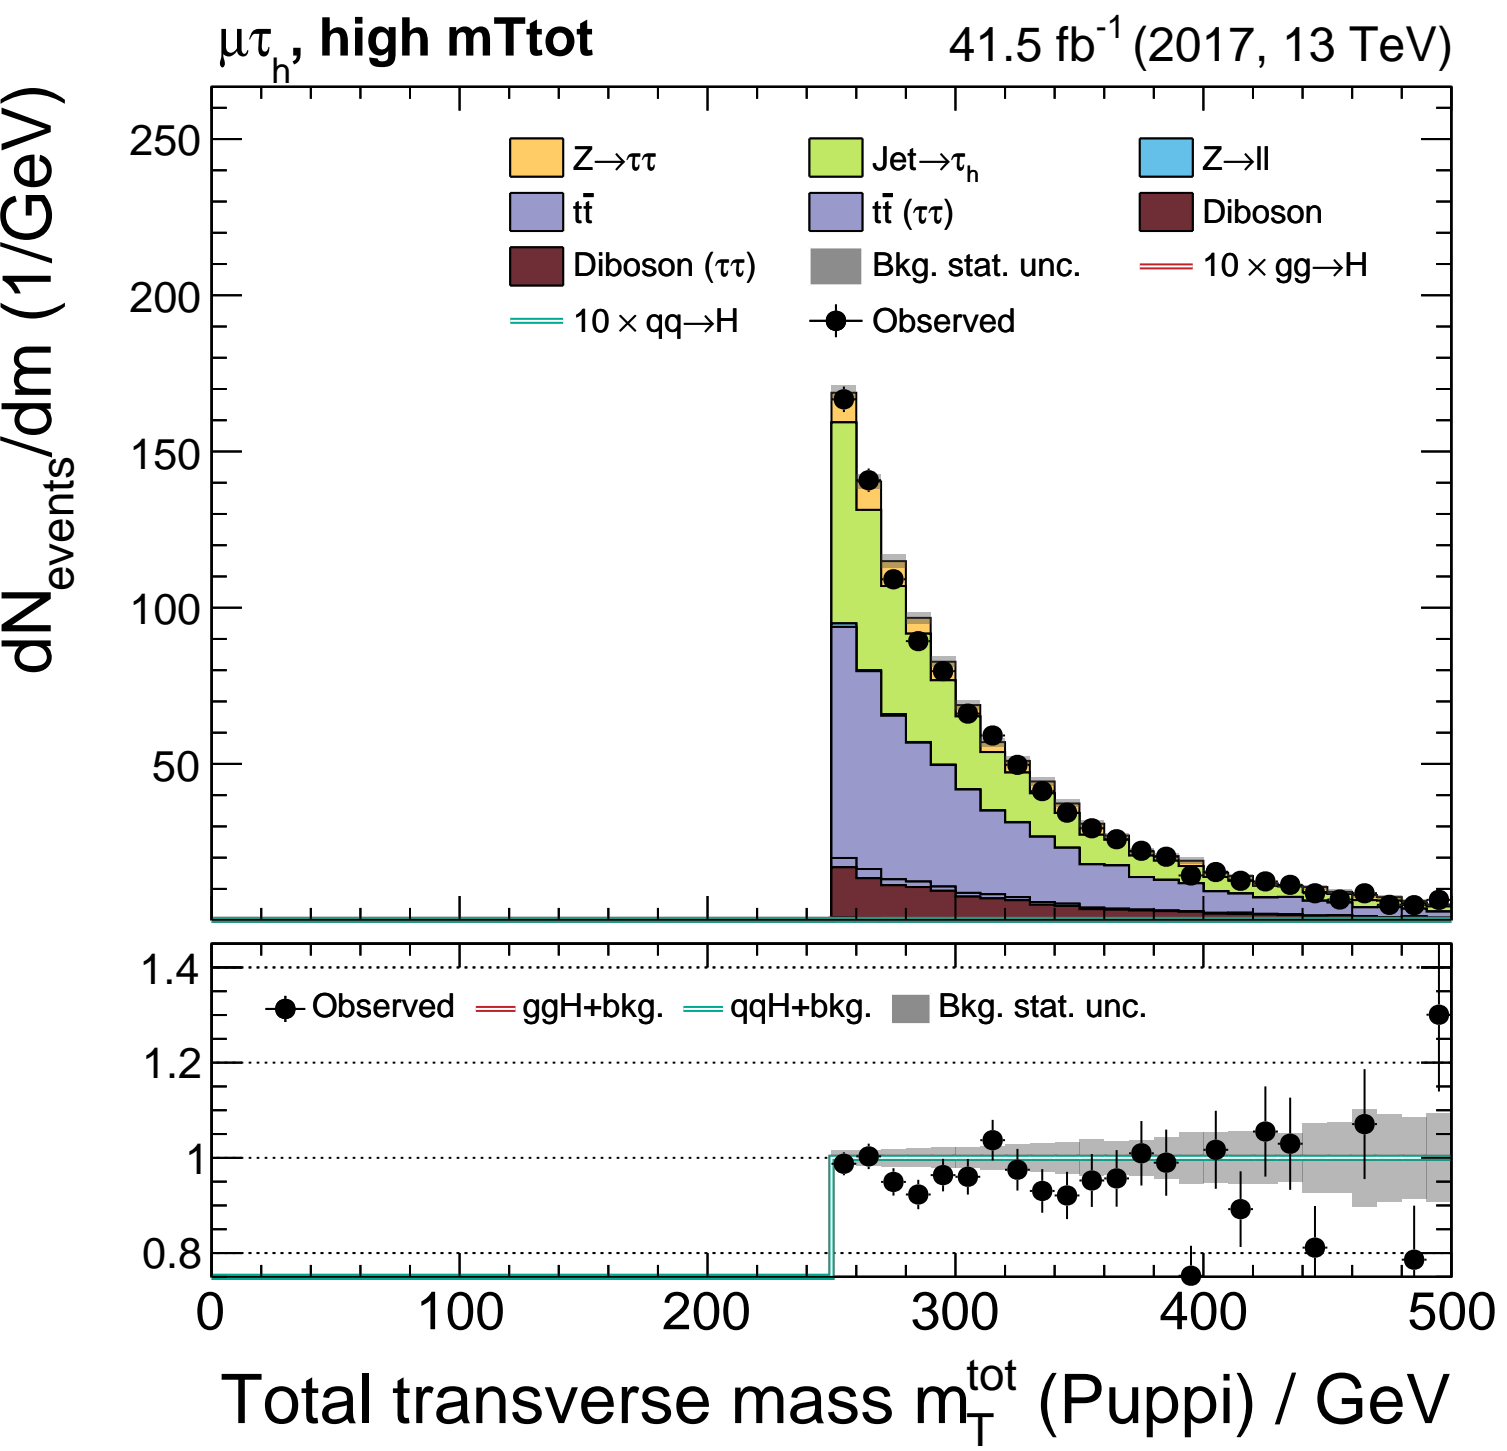 μτh, high mTtot
41.5 fb-1 (2017, 13 TeV)
dNevents/dm (1/GeV)
250
200
150
100
50
Z→ττ Jet→τh Z→ll
tt̄ tt̄ (ττ) Diboson
Diboson (ττ) Bkg. stat. unc. 10 × gg→H
10 × qq→H Observed
1.4
1.2
1
0.8
Observed ggH+bkg. qqH+bkg. Bkg. stat. unc.
0 100 200 300 400 500
Total transverse mass mTtot (Puppi) / GeV